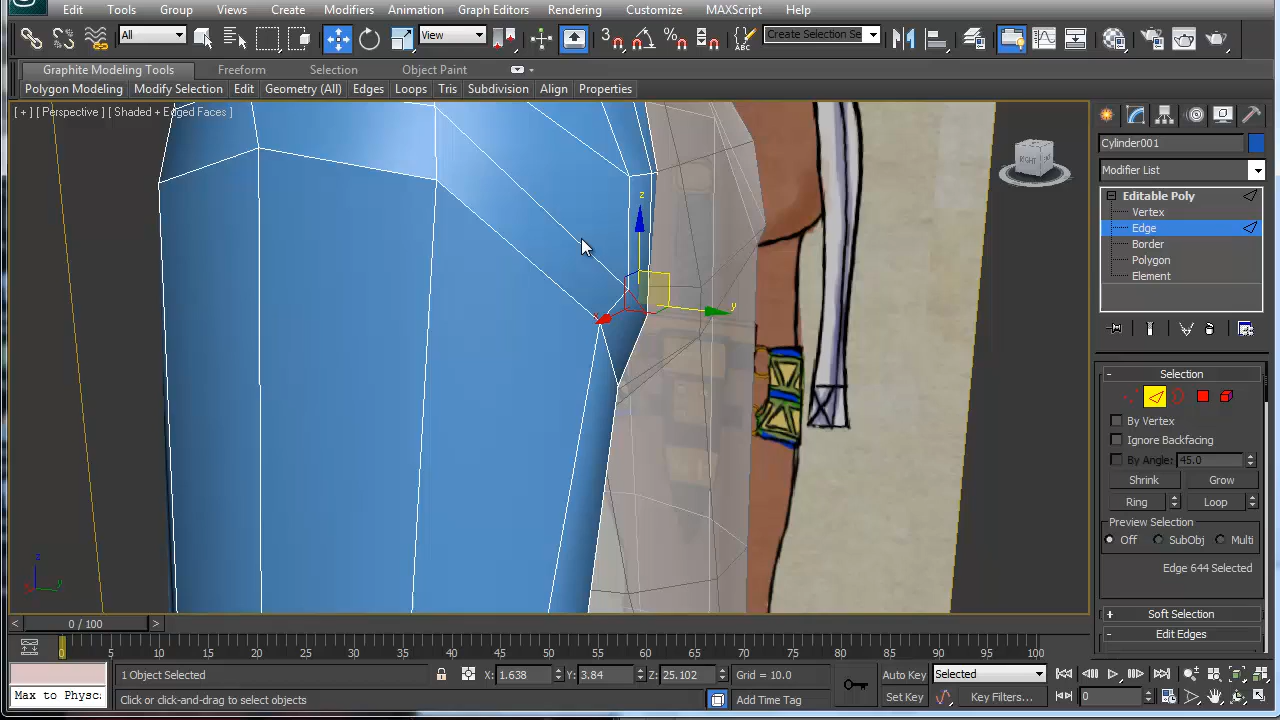 Edit Tools Group Views Create Modifiers Animation Graph Editors Rendering Customize MAXScript Help
All View 3 Create Selection Se
Graphite Modeling Tools Freeform Selection Object Paint
Polygon Modeling Modify Selection Edit Geometry (All) Edges Loops Tris Subdivision Align Properties
[ + ] [ Perspective ] [ Shaded + Edged Faces ]
RIGHT
Cylinder001
Modifier List
Editable Poly
Vertex
Edge
Border
Polygon
Element
z
y
x
- Selection
By Vertex
Ignore Backfacing
By Angle: 45.0
Shrink Grow
Ring Loop
Preview Selection
Off SubObj Multi
Edge 644 Selected
+ Soft Selection
- Edit Edges
z
y
x
< 0 / 100 >
0 5 10 15 20 25 30 35 40 45 50 55 60 65 70 75 80 85 90 95 100
1 Object Selected X: 1.638 Y: 3.84 Z: 25.102 Grid = 10.0 Auto Key Selected
Max to Physc Click or click-and-drag to select objects Add Time Tag Set Key Key Filters... 0